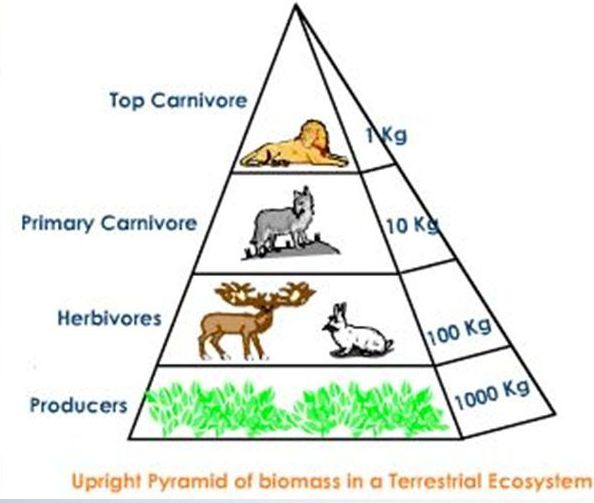 Top Carnivore
1 Kg
Primary Carnivore
10 Kg
Herbivores
100 Kg
Producers
1000 Kg
Upright Pyramid of biomass in a Terrestrial Ecosystem